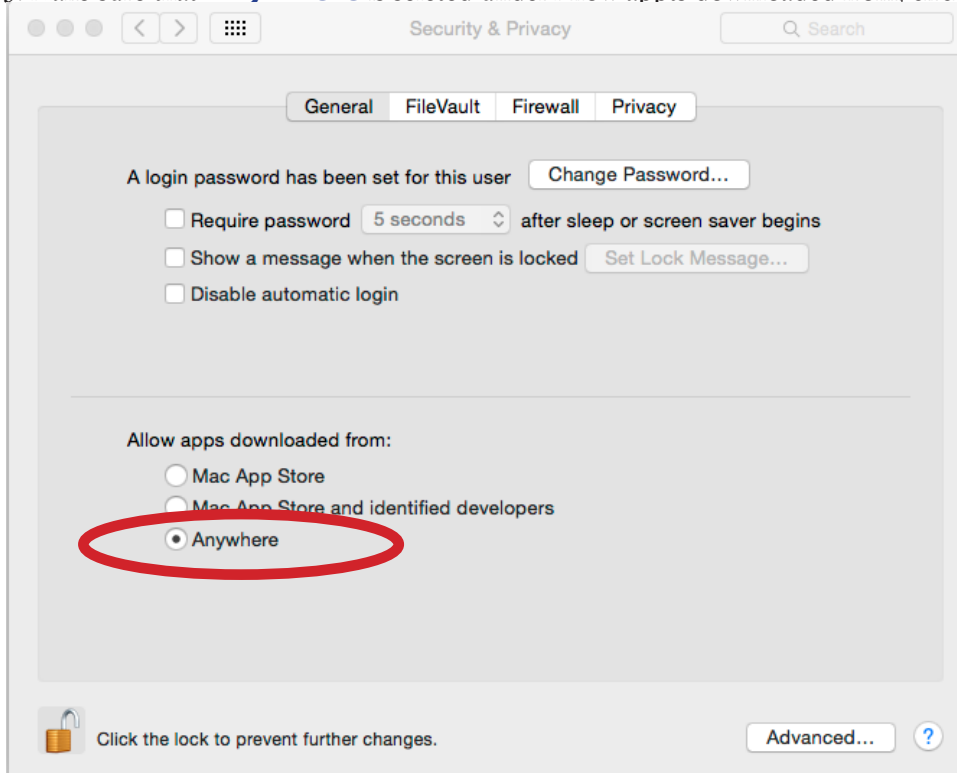 Security & Privacy
Search
General FileVault Firewall Privacy
A login password has been set for this user Change Password...
Require password 5 seconds after sleep or screen saver begins
Show a message when the screen is locked Set Lock Message...
Disable automatic login
Allow apps downloaded from:
Mac App Store
Mac App Store and identified developers
Anywhere
Click the lock to prevent further changes.
Advanced... ?